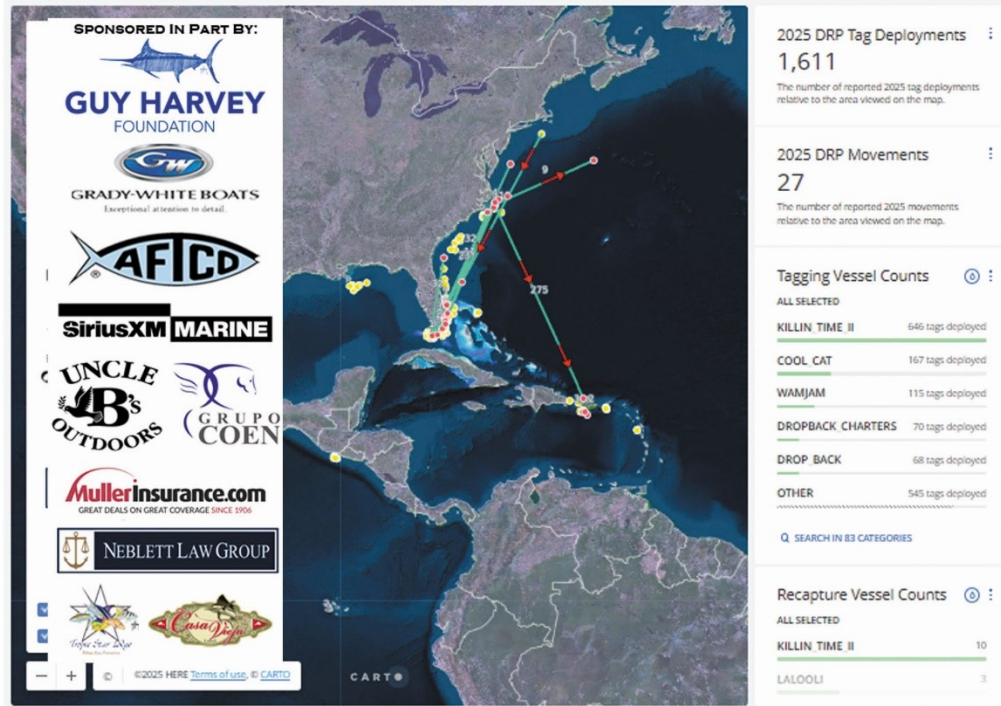 SPONSORED IN PART BY:
GUY HARVEY
FOUNDATION
GW
GRADY-WHITE BOATS
Exceptional attention to detail.
AFTCO
®
SiriusXM MARINE
UNCLE
B's
OUTDOORS
GRUPO
COEN
Mullerinsurance.com
GREAT DEALS ON GREAT COVERAGE SINCE 1906
NEBLETT LAW GROUP
Tropic Star Lodge
Casa Vieja
©
©2025 HERE Terms of use, © CARTO
CARTO
9
275
2025 DRP Tag Deployments
1,611
The number of reported 2025 tag deployments
relative to the area viewed on the map.
2025 DRP Movements
27
The number of reported 2025 movements
relative to the area viewed on the map.
Tagging Vessel Counts
ALL SELECTED
KILLIN_TIME_II 646 tags deployed
COOL_CAT 167 tags deployed
WAMJAM 115 tags deployed
DROPBACK_CHARTERS 70 tags deployed
DROP_BACK 68 tags deployed
OTHER 545 tags deployed
SEARCH IN 83 CATEGORIES
Recapture Vessel Counts
ALL SELECTED
KILLIN_TIME_II 10
LALOOLI 3